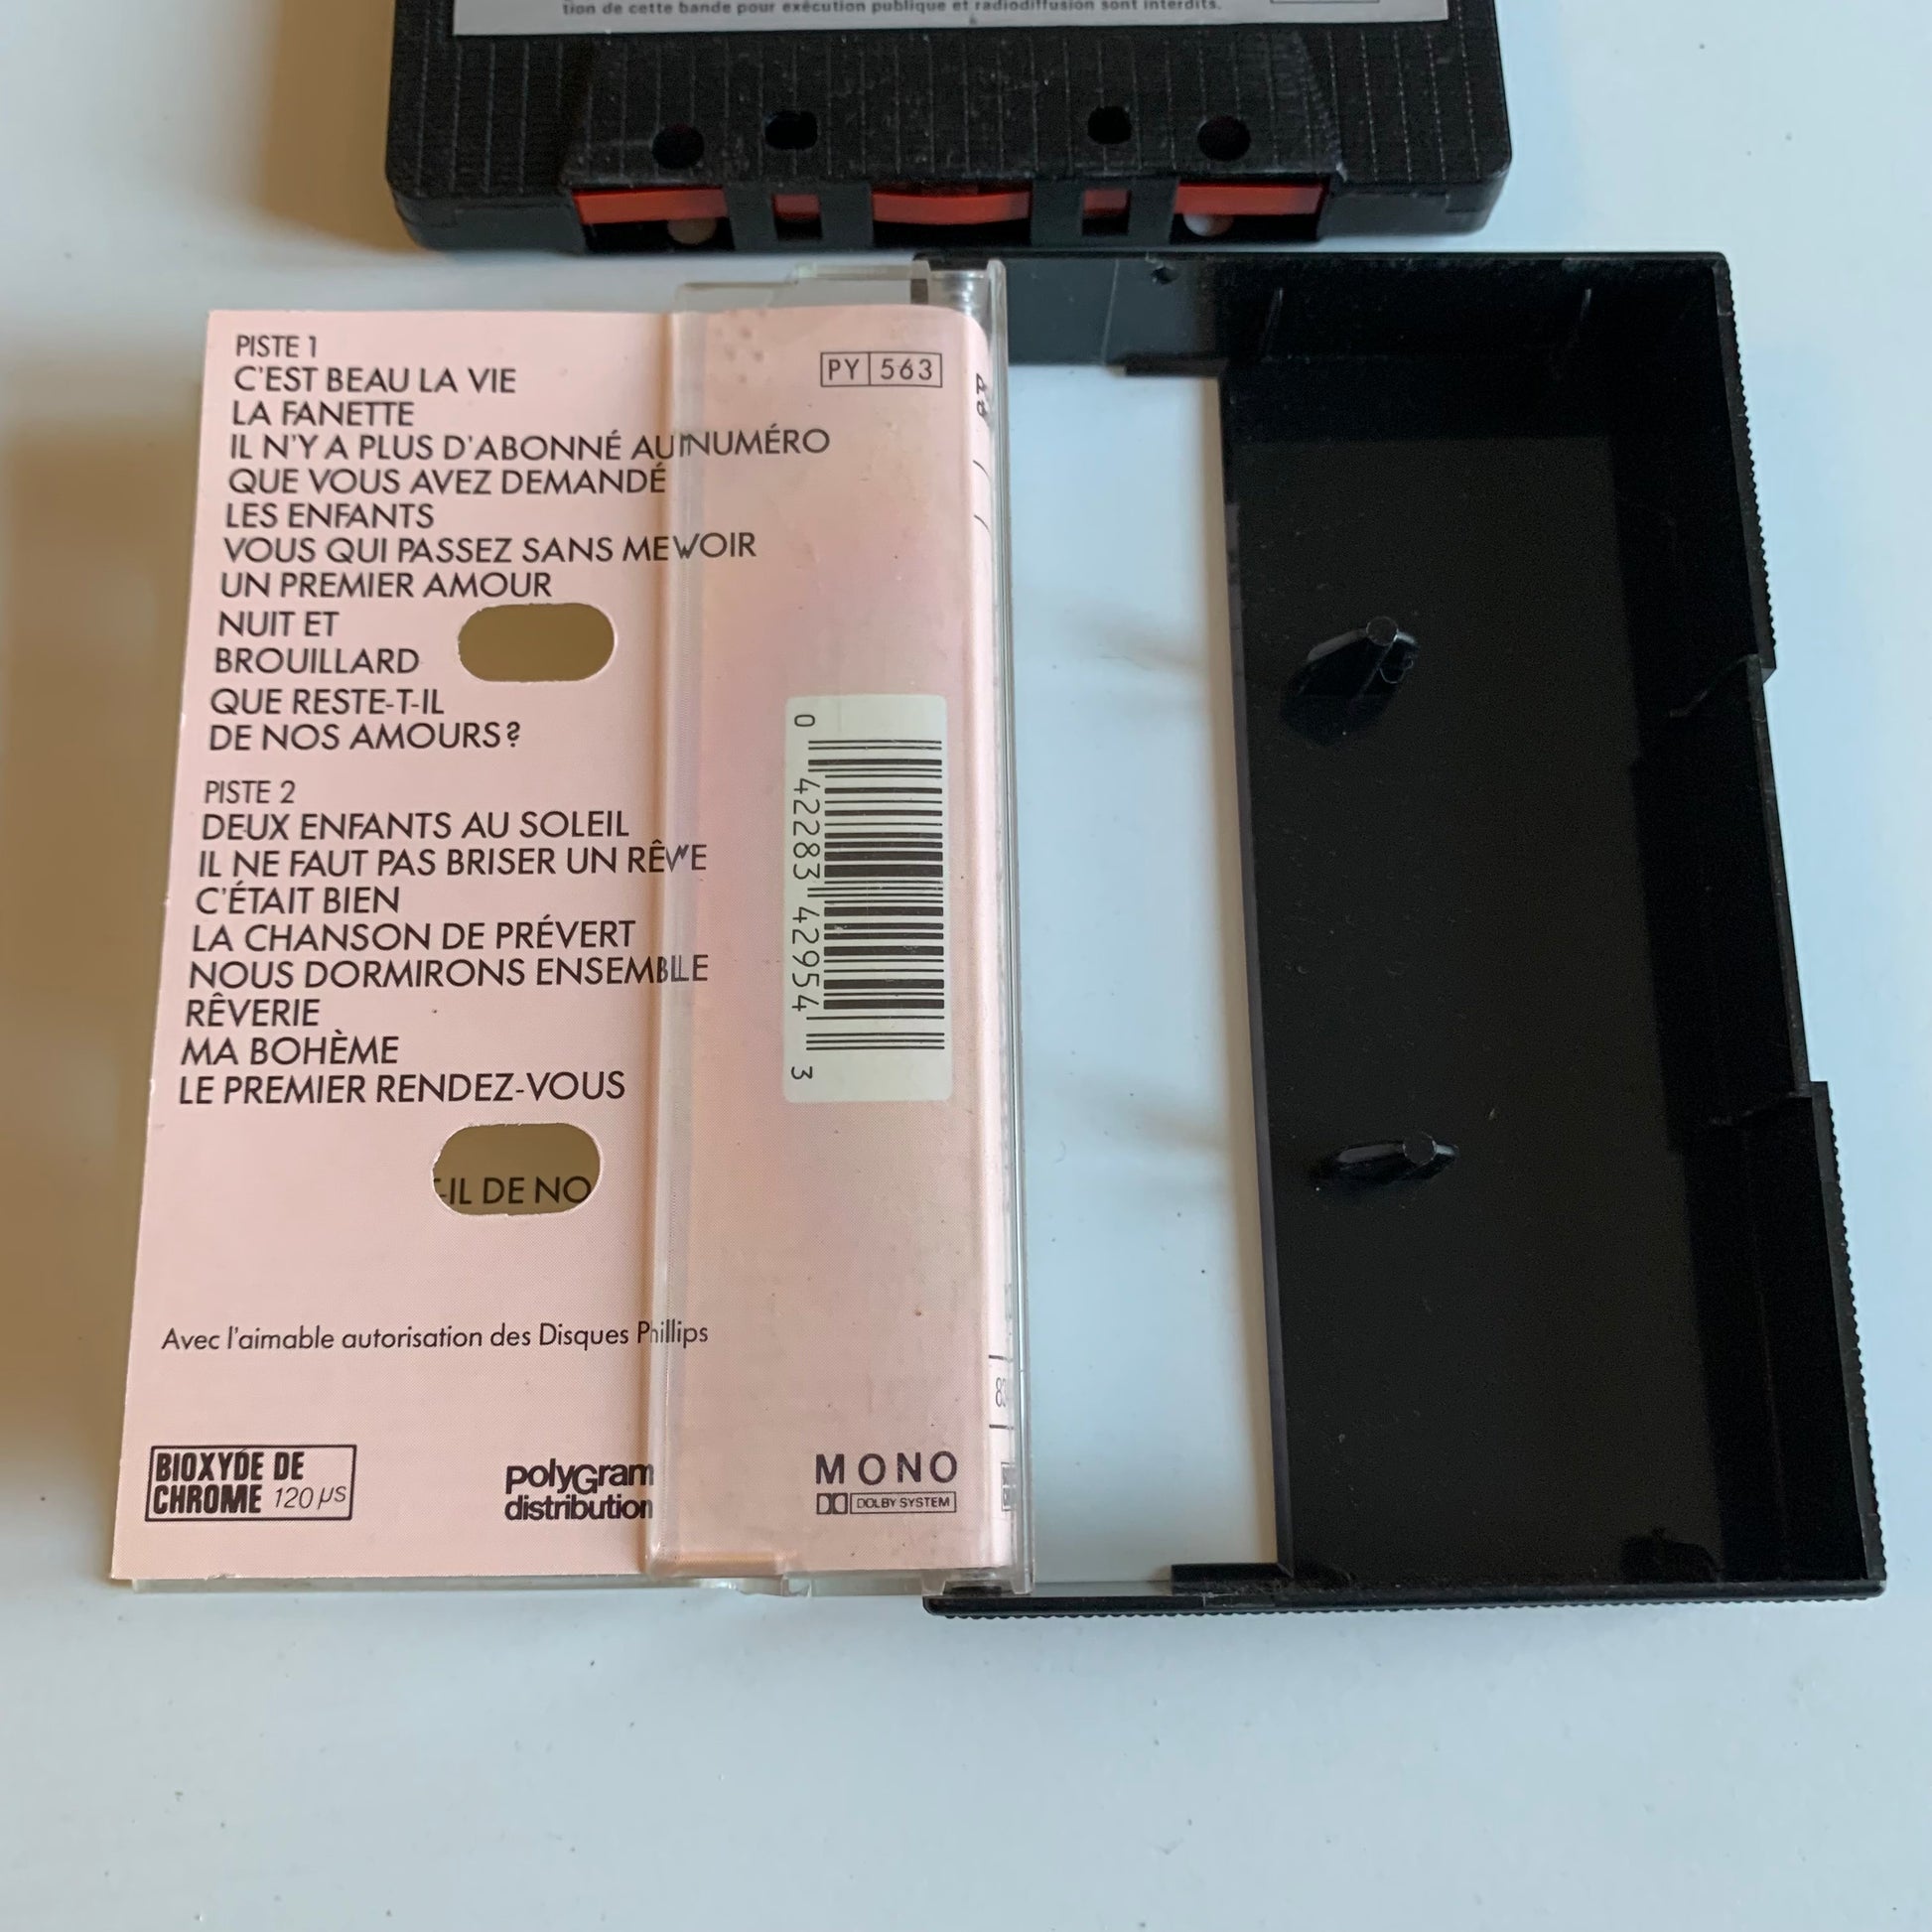 tion de cette bande pour exécution publique et radiodiffusion sont interdits.
PISTE 1
C'EST BEAU LA VIE
LA FANETTE
IL N'Y A PLUS D'ABONNÉ AU NUMÉRO
QUE VOUS AVEZ DEMANDÉ
LES ENFANTS
VOUS QUI PASSEZ SANS ME VOIR
UN PREMIER AMOUR
NUIT ET
BROUILLARD
QUE RESTE-T-IL
DE NOS AMOURS?
PISTE 2
DEUX ENFANTS AU SOLEIL
IL NE FAUT PAS BRISER UN RÊVE
C'ÉTAIT BIEN
LA CHANSON DE PRÉVERT
NOUS DORMIRONS ENSEMBLE
RÊVERIE
MA BOHÈME
LE PREMIER RENDEZ-VOUS
-IL DE NO
Avec l'aimable autorisation des Disques Phillips
BIOXYDE DE
CHROME 120 µs
polyGram
distribution
PY 563
0 42283 42954 3
MONO
DOLBY SYSTEM